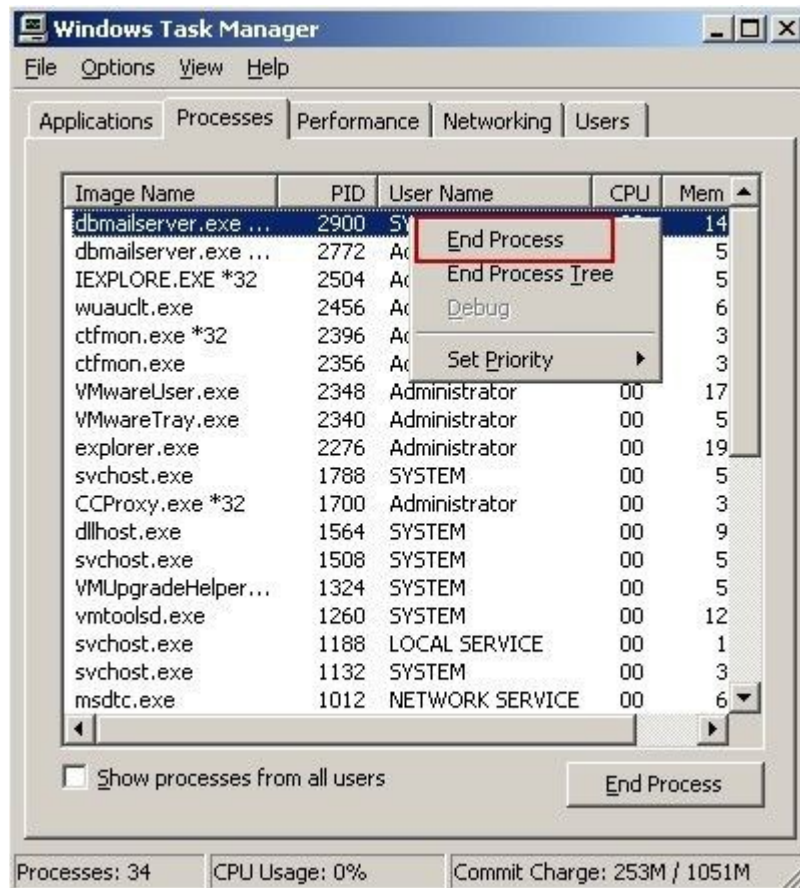 Windows Task Manager
File Options View Help
Applications Processes Performance Networking Users
Image Name PID User Name CPU Mem
dbmailserver.exe ... 2900 SY 14
End Process
dbmailserver.exe ... 2772 Ad 5
IEXPLORE.EXE *32 2504 Ad 5
End Process Tree
wuauclt.exe 2456 Ad 6
Debug
ctfmon.exe *32 2396 Ad 3
ctfmon.exe 2356 Ad 3
Set Priority
VMwareUser.exe 2348 Administrator 00 17
VMwareTray.exe 2340 Administrator 00 5
explorer.exe 2276 Administrator 00 19
svchost.exe 1788 SYSTEM 00 5
CCProxy.exe *32 1700 Administrator 00 3
dllhost.exe 1564 SYSTEM 00 9
svchost.exe 1508 SYSTEM 00 5
VMUpgradeHelper... 1324 SYSTEM 00 5
vmtoolsd.exe 1260 SYSTEM 00 12
svchost.exe 1188 LOCAL SERVICE 00 1
svchost.exe 1132 SYSTEM 00 3
msdtc.exe 1012 NETWORK SERVICE 00 6
Show processes from all users
End Process
Processes: 34 CPU Usage: 0% Commit Charge: 253M / 1051M